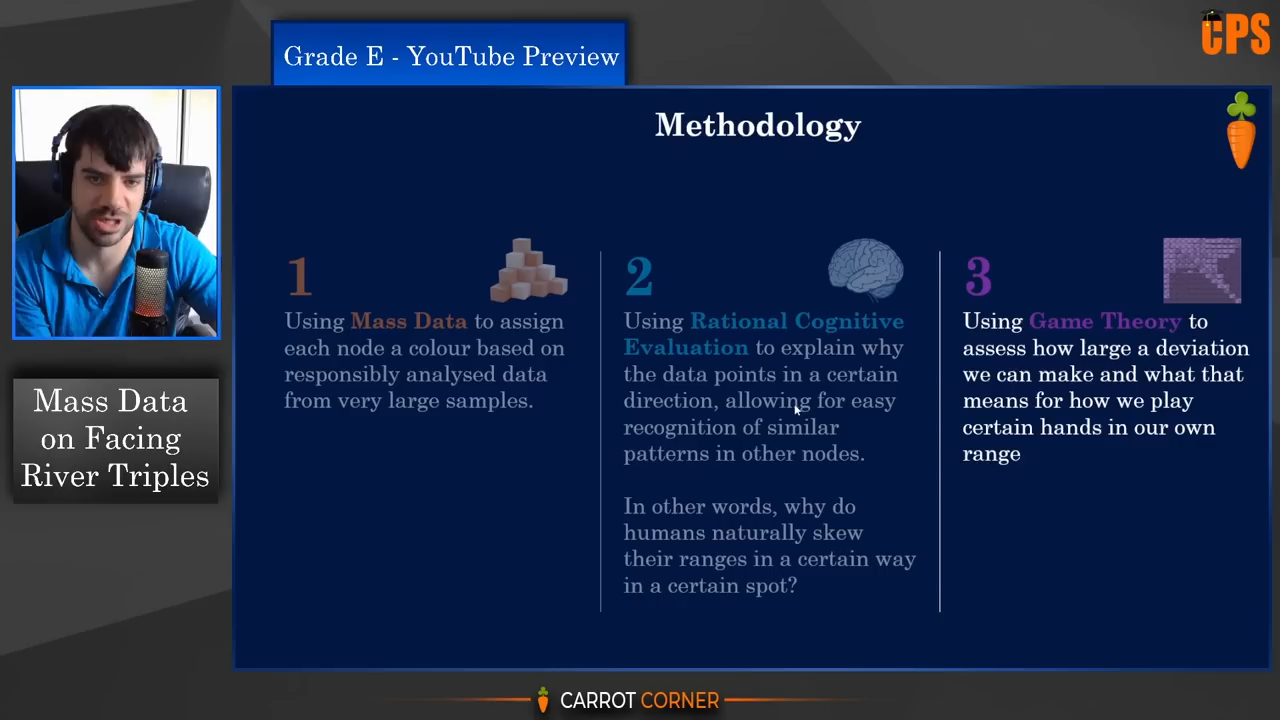 CPS
Grade E - YouTube Preview
Methodology
1
Using Mass Data to assign
each node a colour based on
responsibly analysed data
from very large samples.
2
Using Rational Cognitive
Evaluation to explain why
the data points in a certain
direction, allowing for easy
recognition of similar
patterns in other nodes.
In other words, why do
humans naturally skew
their ranges in a certain way
in a certain spot?
3
Using Game Theory to
assess how large a deviation
we can make and what that
means for how we play
certain hands in our own
range
Mass Data
on Facing
River Triples
CARROT CORNER